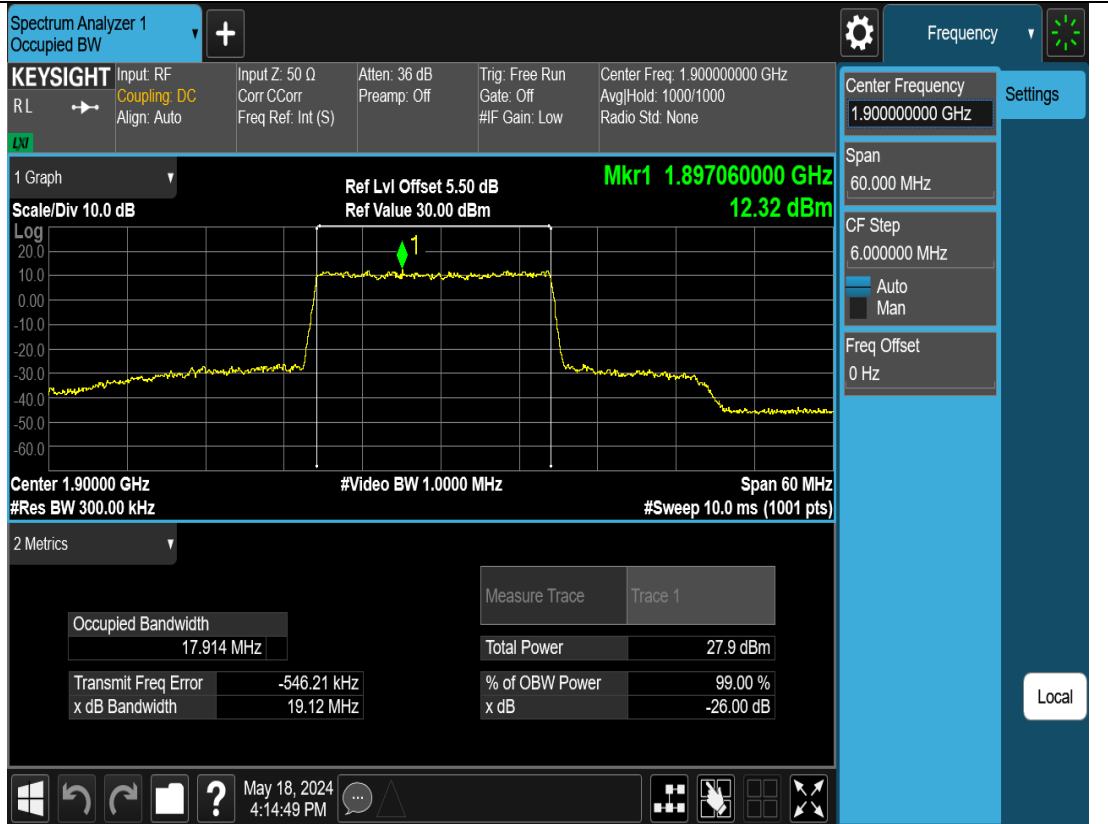 Spectrum Analyzer 1
Occupied BW
+
Frequency
KEYSIGHT
R L
LXI
Input: RF
Coupling: DC
Align: Auto
Input Z: 50 Ω
Corr CCorr
Freq Ref: Int (S)
Atten: 36 dB
Preamp: Off
Trig: Free Run
Gate: Off
#IF Gain: Low
Center Freq: 1.900000000 GHz
Avg|Hold: 1000/1000
Radio Std: None
Center Frequency
1.900000000 GHz
Settings
Span
60.000 MHz
CF Step
6.000000 MHz
Auto
Man
Freq Offset
0 Hz
Local
1 Graph
Scale/Div 10.0 dB
Ref Lvl Offset 5.50 dB
Ref Value 30.00 dBm
Mkr1 1.897060000 GHz
12.32 dBm
Log
20.0
10.0
0.00
-10.0
-20.0
-30.0
-40.0
-50.0
-60.0
1
Center 1.90000 GHz
#Video BW 1.0000 MHz
Span 60 MHz
#Res BW 300.00 kHz
#Sweep 10.0 ms (1001 pts)
2 Metrics
Measure Trace Trace 1
Occupied Bandwidth
17.914 MHz
Total Power 27.9 dBm
Transmit Freq Error -546.21 kHz
% of OBW Power 99.00 %
x dB Bandwidth 19.12 MHz
x dB -26.00 dB
?
May 18, 2024
4:14:49 PM